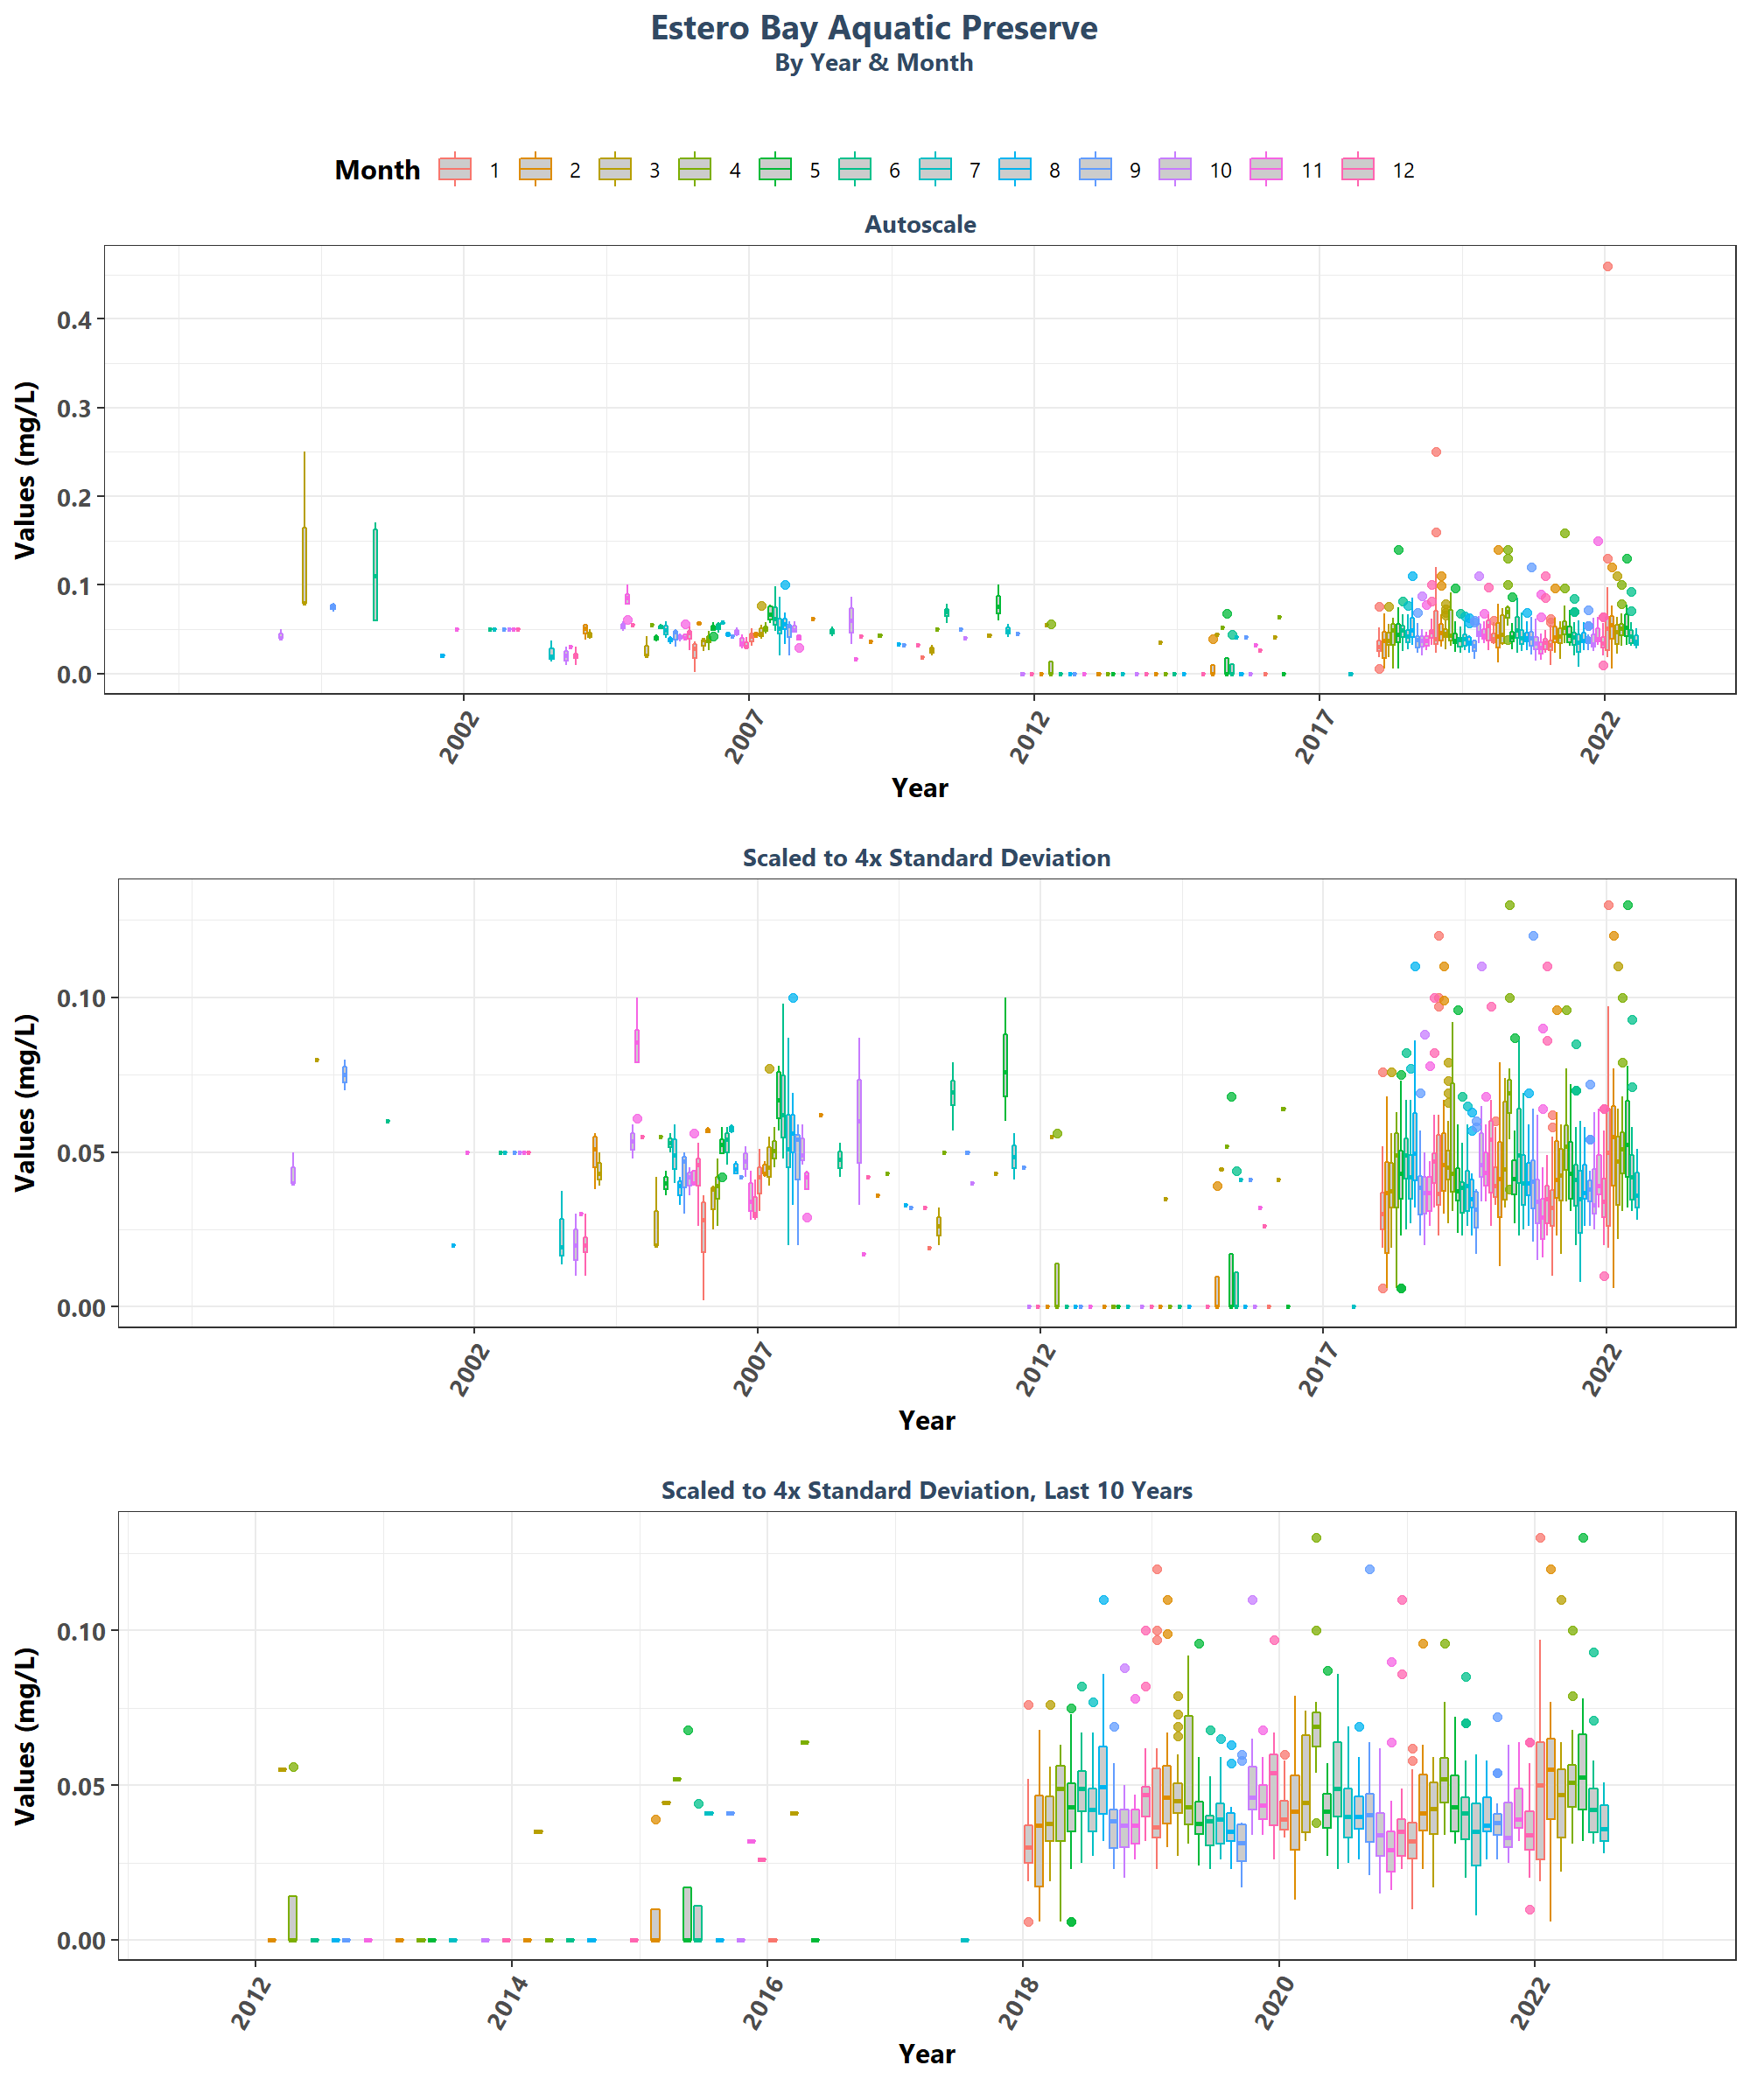 Estero Bay Aquatic Preserve
By Year & Month
Month 1 2 3 4 5 6 7 8 9 10 11 12
Autoscale
Values (mg/L)
0.4
0.3
0.2
0.1
0.0
2002 2007 2012 2017 2022
Year
Scaled to 4x Standard Deviation
Values (mg/L)
0.10
0.05
0.00
2002 2007 2012 2017 2022
Year
Scaled to 4x Standard Deviation, Last 10 Years
Values (mg/L)
0.10
0.05
0.00
2012 2014 2016 2018 2020 2022
Year